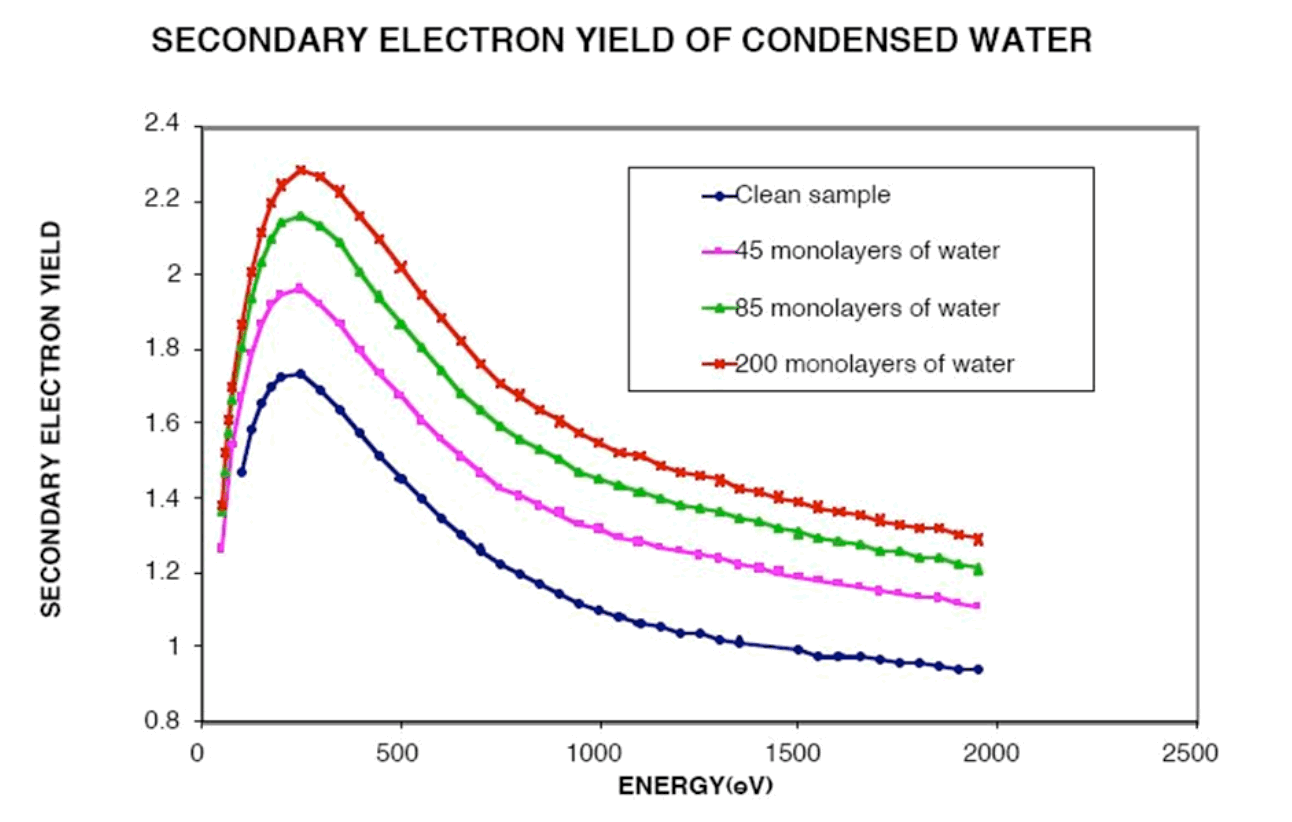 SECONDARY ELECTRON YIELD OF CONDENSED WATER
SECONDARY ELECTRON YIELD
2.4
2.2
2
1.8
1.6
1.4
1.2
1
0.8
Clean sample
45 monolayers of water
85 monolayers of water
200 monolayers of water
0 500 1000 1500 2000 2500
ENERGY(eV)